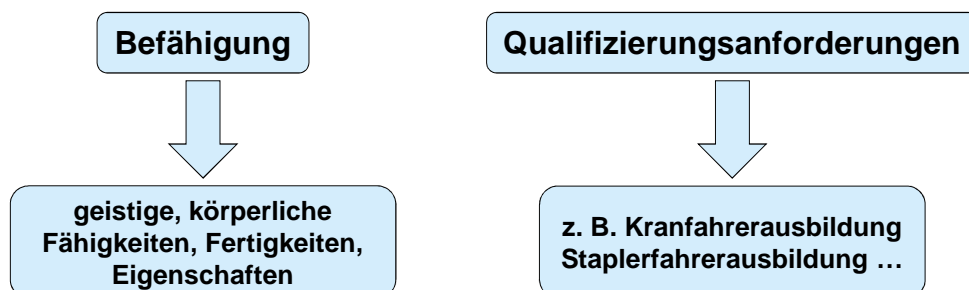 Befähigung
Qualifizierungsanforderungen
geistige, körperliche
Fähigkeiten, Fertigkeiten,
Eigenschaften
z. B. Kranfahrerausbildung
Staplerfahrerausbildung …